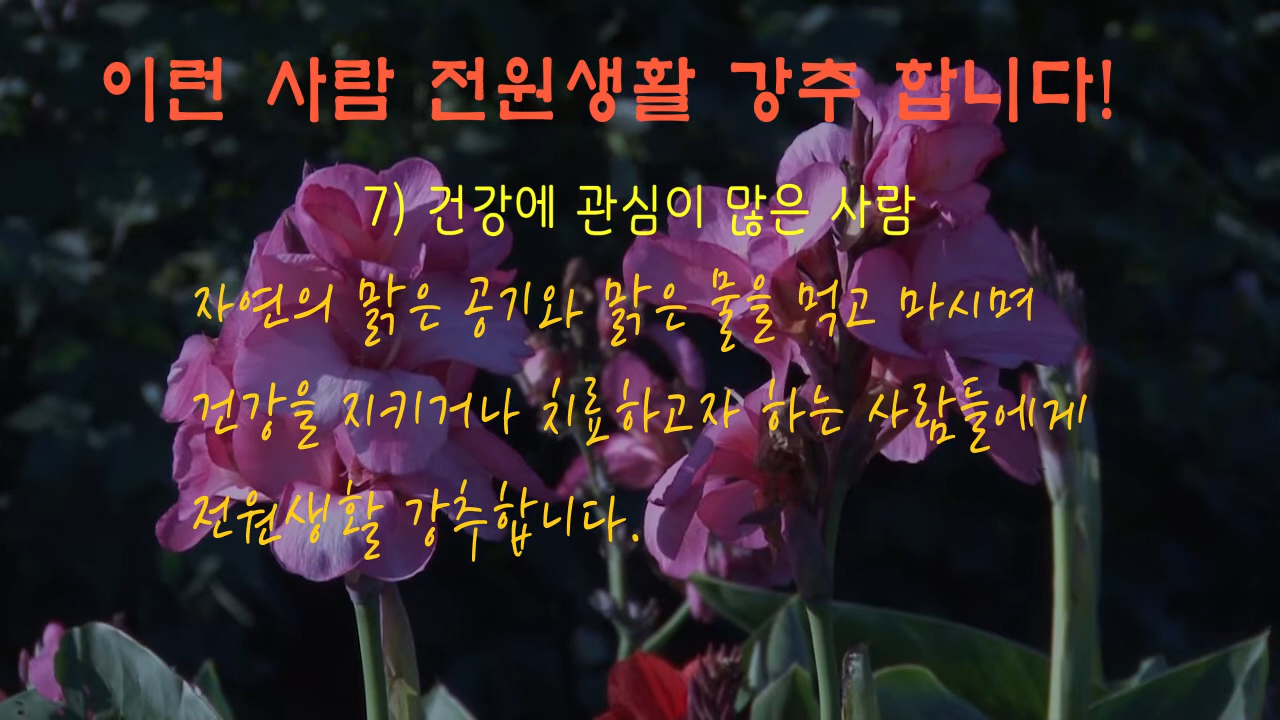 이런 사람 전원생활 강추 합니다!
7) 건강에 관심이 많은 사람
자연의 맑은 공기와 맑은 물을 먹고 마시며
건강을 지키거나 치료하고자 하는 사람들에게
전원생활 강추합니다.